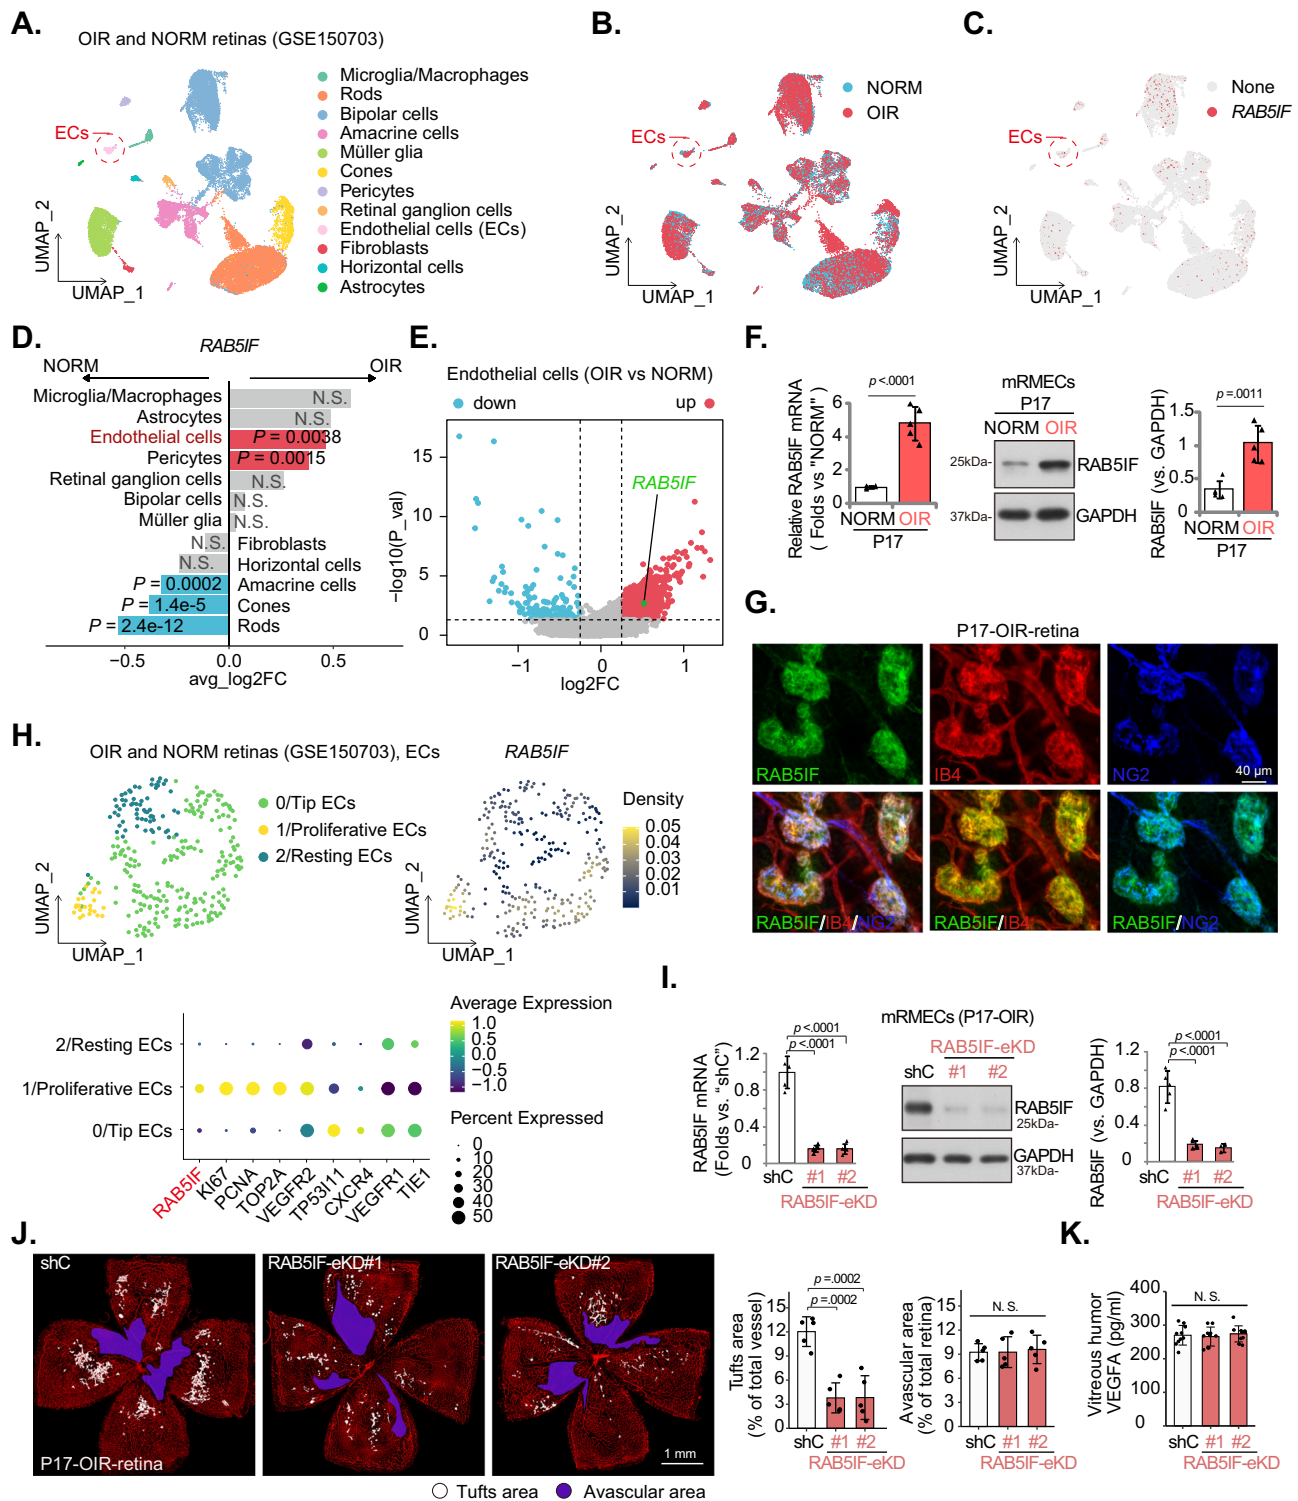 A.
OIR and NORM retinas (GSE150703)
ECs
Microglia/Macrophages
Rods
Bipolar cells
Amacrine cells
Müller glia
Cones
Pericytes
Retinal ganglion cells
Endothelial cells (ECs)
Fibroblasts
Horizontal cells
Astrocytes
UMAP_2
UMAP_1
B.
NORM
OIR
ECs
UMAP_2
UMAP_1
C.
None
RAB5IF
ECs
UMAP_2
UMAP_1
D.
RAB5IF
NORM
OIR
Microglia/Macrophages N.S.
Astrocytes N.S.
Endothelial cells P = 0.0038
Pericytes P = 0.0015
Retinal ganglion cells N.S.
Bipolar cells N.S.
Müller glia N.S.
N.S. Fibroblasts
N.S. Horizontal cells
P = 0.0002 Amacrine cells
P = 1.4e-5 Cones
P = 2.4e-12 Rods
−0.5 0.0 0.5
avg_log2FC
E.
Endothelial cells (OIR vs NORM)
down up
RAB5IF
−log10(P_val)
15
10
5
0
−1 0 1
log2FC
F.
Relative RAB5IF mRNA
( Folds vs "NORM" )
p <.0001
6
4
2
0
NORM OIR
P17
mRMECs
P17
NORM OIR
25kDa- RAB5IF
37kDa- GAPDH
RAB5IF (vs. GAPDH)
p =.0011
1.5
1
0.5
0
NORM OIR
P17
G.
P17-OIR-retina
RAB5IF
IB4
NG2
40 µm
RAB5IF/IB4/NG2
RAB5IF/IB4
RAB5IF/NG2
H.
OIR and NORM retinas (GSE150703), ECs
0/Tip ECs
1/Proliferative ECs
2/Resting ECs
UMAP_2
UMAP_1
RAB5IF
Density
0.05
0.04
0.03
0.02
0.01
UMAP_2
UMAP_1
2/Resting ECs
1/Proliferative ECs
0/Tip ECs
RAB5IF
KI67
PCNA
TOP2A
VEGFR2
TP53I11
CXCR4
VEGFR1
TIE1
Average Expression
1.0
0.5
0.0
−0.5
−1.0
Percent Expressed
0
10
20
30
40
50
I.
RAB5IF mRNA
(Folds vs. “shC”)
p <.0001
p <.0001
1.2
0.8
0.4
0
shC #1 #2
RAB5IF-eKD
mRMECs (P17-OIR)
RAB5IF-eKD
shC #1 #2
RAB5IF
25kDa-
GAPDH
37kDa-
RAB5IF (vs. GAPDH)
p <.0001
p <.0001
1.2
0.8
0.4
0
shC #1 #2
RAB5IF-eKD
J.
shC
RAB5IF-eKD#1
RAB5IF-eKD#2
P17-OIR-retina
1 mm
Tufts area
Avascular area
Tufts area
(% of total vessel)
p =.0002
p =.0002
15
12
9
6
3
0
shC #1 #2
RAB5IF-eKD
Avascular area
(% of total retina)
N.S.
15
12
9
6
3
0
shC #1 #2
RAB5IF-eKD
K.
Vitreous humor
VEGFA (pg/ml)
N. S.
400
300
200
100
0
shC #1 #2
RAB5IF-eKD